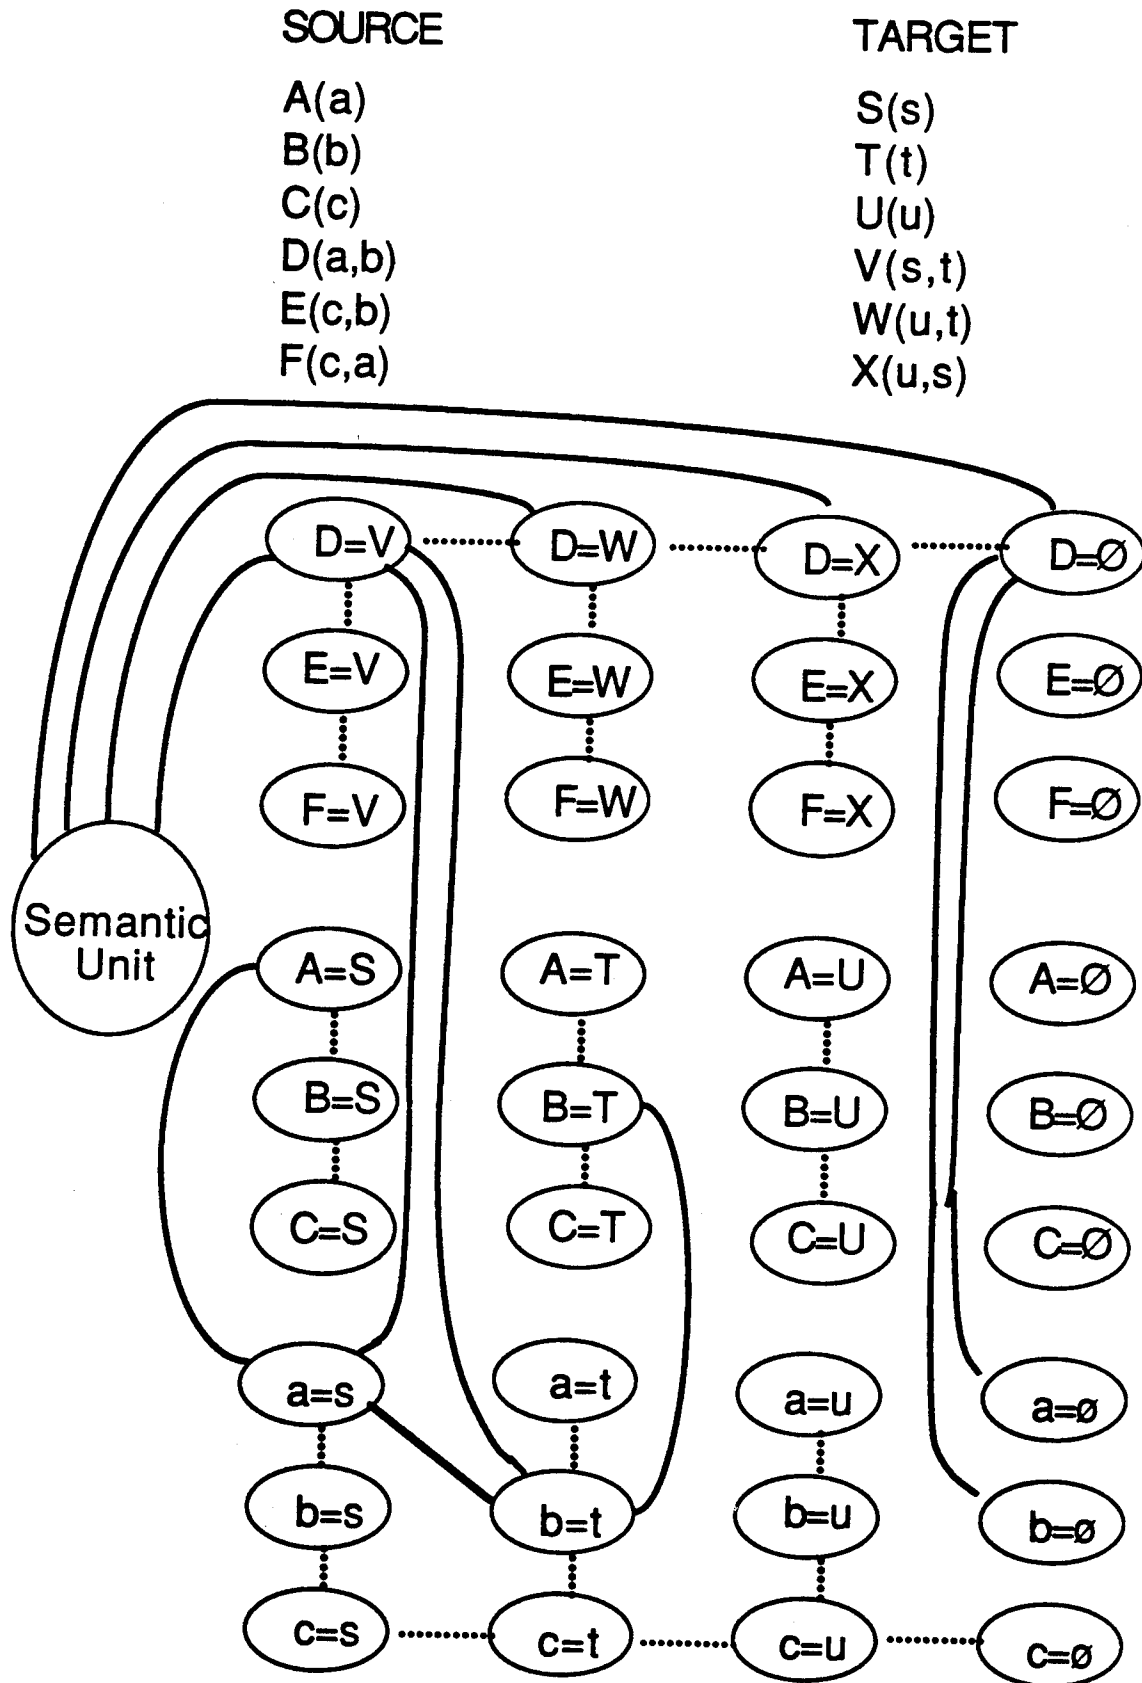 SOURCE
A(a)
B(b)
C(c)
D(a,b)
E(c,b)
F(c,a)
TARGET
S(s)
T(t)
U(u)
V(s,t)
W(u,t)
X(u,s)
D=V D=W D=X D=Ø
E=V E=W E=X E=Ø
F=V F=W F=X F=Ø
Semantic
Unit
A=S A=T A=U A=Ø
B=S B=T B=U B=Ø
C=S C=T C=U C=Ø
a=s a=t a=u a=ø
b=s b=t b=u b=ø
c=s c=t c=u c=ø